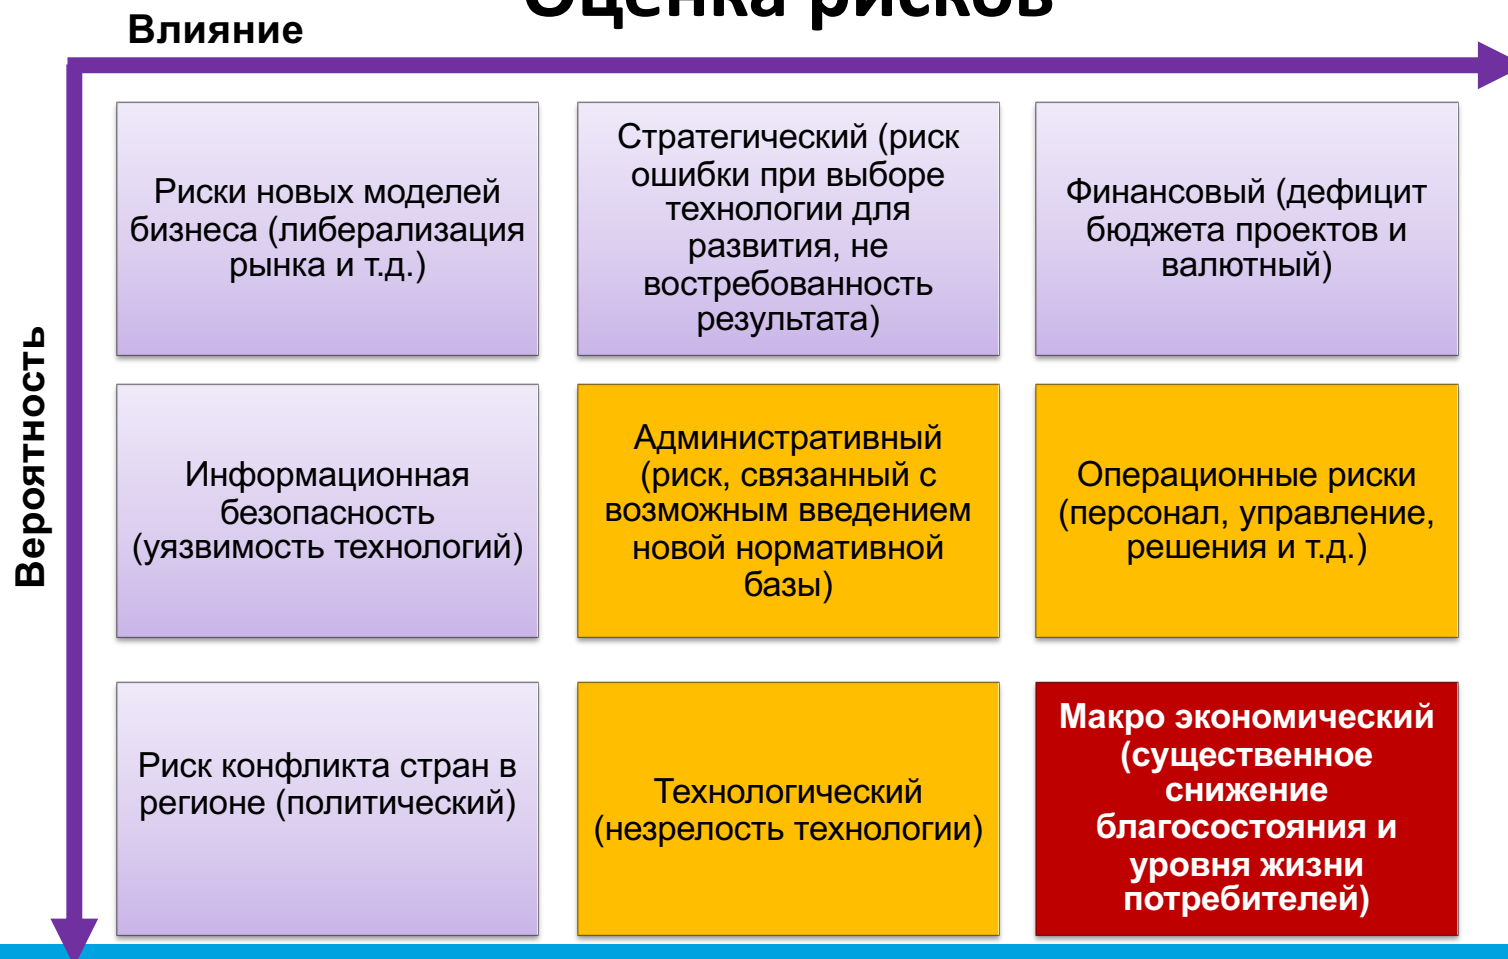 Оценка рисков
Влияние
Вероятность
Риски новых моделей
бизнеса (либерализация
рынка и т.д.)
Стратегический (риск
ошибки при выборе
технологии для
развития, не
востребованность
результата)
Финансовый (дефицит
бюджета проектов и
валютный)
Информационная
безопасность
(уязвимость технологий)
Административный
(риск, связанный с
возможным введением
новой нормативной
базы)
Операционные риски
(персонал, управление,
решения и т.д.)
Риск конфликта стран в
регионе (политический)
Технологический
(незрелость технологии)
Макро экономический
(существенное
снижение
благосостояния и
уровня жизни
потребителей)